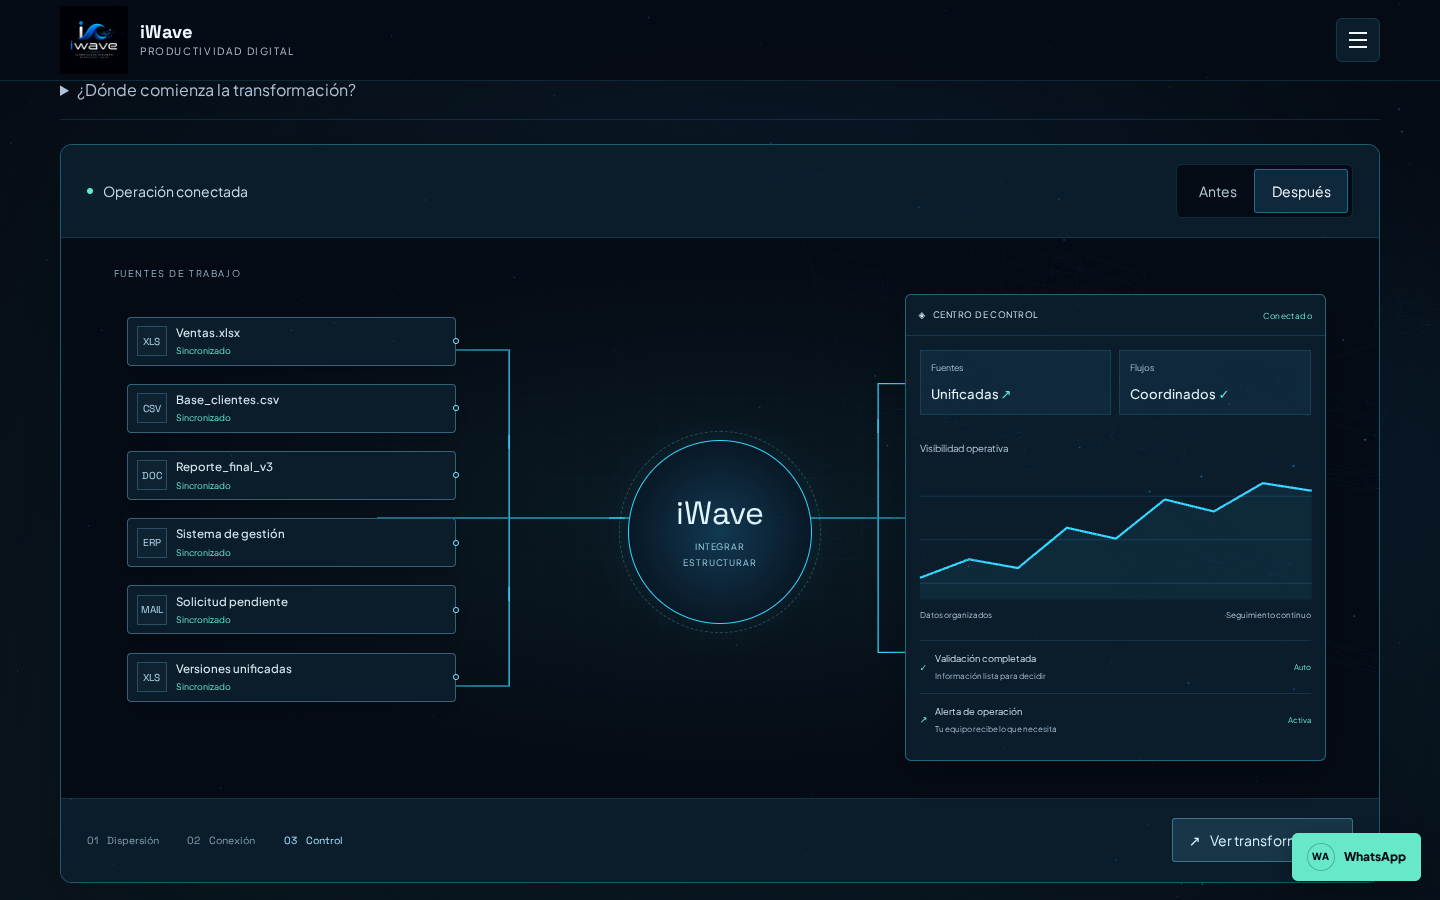 iwave
iWave
PRODUCTIVIDAD DIGITAL
¿Dónde comienza la transformación?
Operación conectada
Antes
Después
FUENTES DE TRABAJO
XLS
Ventas.xlsx
Sincronizado
CSV
Base_clientes.csv
Sincronizado
DOC
Reporte_final_v3
Sincronizado
ERP
Sistema de gestión
Sincronizado
MAIL
Solicitud pendiente
Sincronizado
XLS
Versiones unificadas
Sincronizado
iWave
INTEGRAR
ESTRUCTURAR
◈ CENTRO DE CONTROL
Conectado
Fuentes
Unificadas ↗
Flujos
Coordinados ✓
Visibilidad operativa
Datos organizados
Seguimiento continuo
✓ Validación completada
Información lista para decidir
Auto
↗ Alerta de operación
Tu equipo recibe lo que necesita
Activa
01 Dispersión
02 Conexión
03 Control
↗ Ver transfor
WA WhatsApp